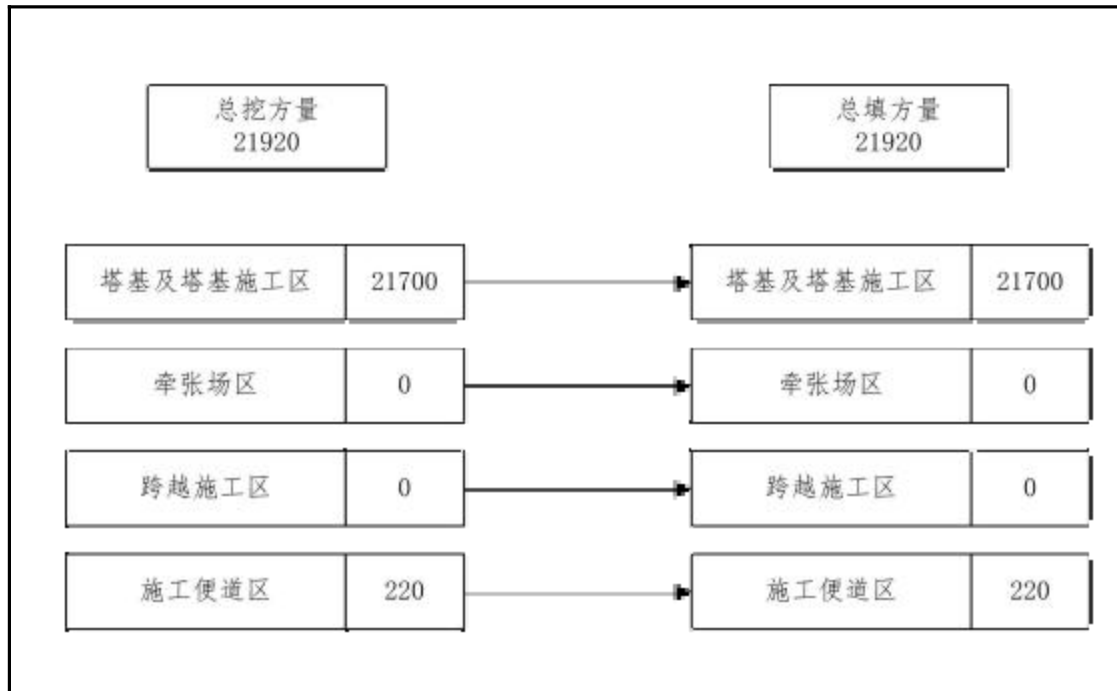 总挖方量
21920
总填方量
21920
塔基及塔基施工区 21700 塔基及塔基施工区 21700
牵张场区 0 牵张场区 0
跨越施工区 0 跨越施工区 0
施工便道区 220 施工便道区 220